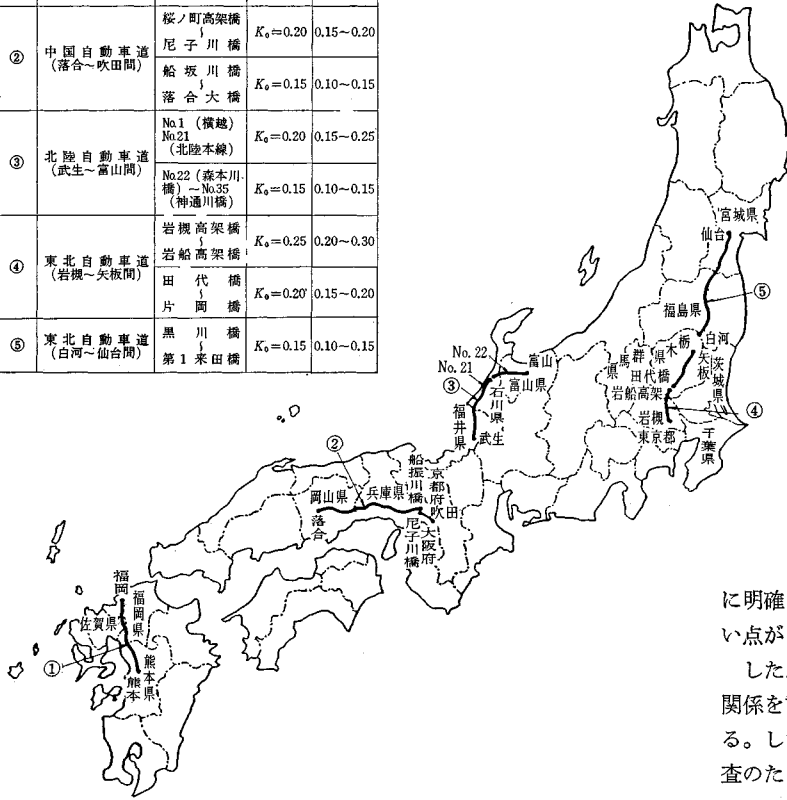 ② 中国自動車道 (落合~吹田間) 桜ノ町高架橋 ~ 尼子川橋 K₀=0.20 0.15~0.20
船坂川橋 ~ 落合大橋 K₀=0.15 0.10~0.15
③ 北陸自動車道 (武生~富山間) No.1 (横越) No.21 (北陸本線) K₀=0.20 0.15~0.25
No.22 (森本川橋) ~No.35 (神通川橋) K₀=0.15 0.10~0.15
④ 東北自動車道 (岩槻~矢板間) 岩槻高架橋 ~ 岩船高架橋 K₀=0.25 0.20~0.30
田代橋 ~ 片岡橋 K₀=0.20 0.15~0.20
⑤ 東北自動車道 (白河~仙台間) 黒川橋 ~ 第1来田橋 K₀=0.15 0.10~0.15
宮城県
仙台
⑤
福島県
白河
栃木県
矢板
群馬県
田代橋
岩船高架
茨城県
岩槻
④
東京都
千葉県
No.22
富山
No.21
富山県
③
石川県
福井県
武生
②
船振川橋
京都府
吹田
兵庫県
岡山県
落合
尼子川橋
大阪府
福岡
福岡県
佐賀県
①
熊本県
熊本
に明確
い点が
した
関係を
る。し
査のた